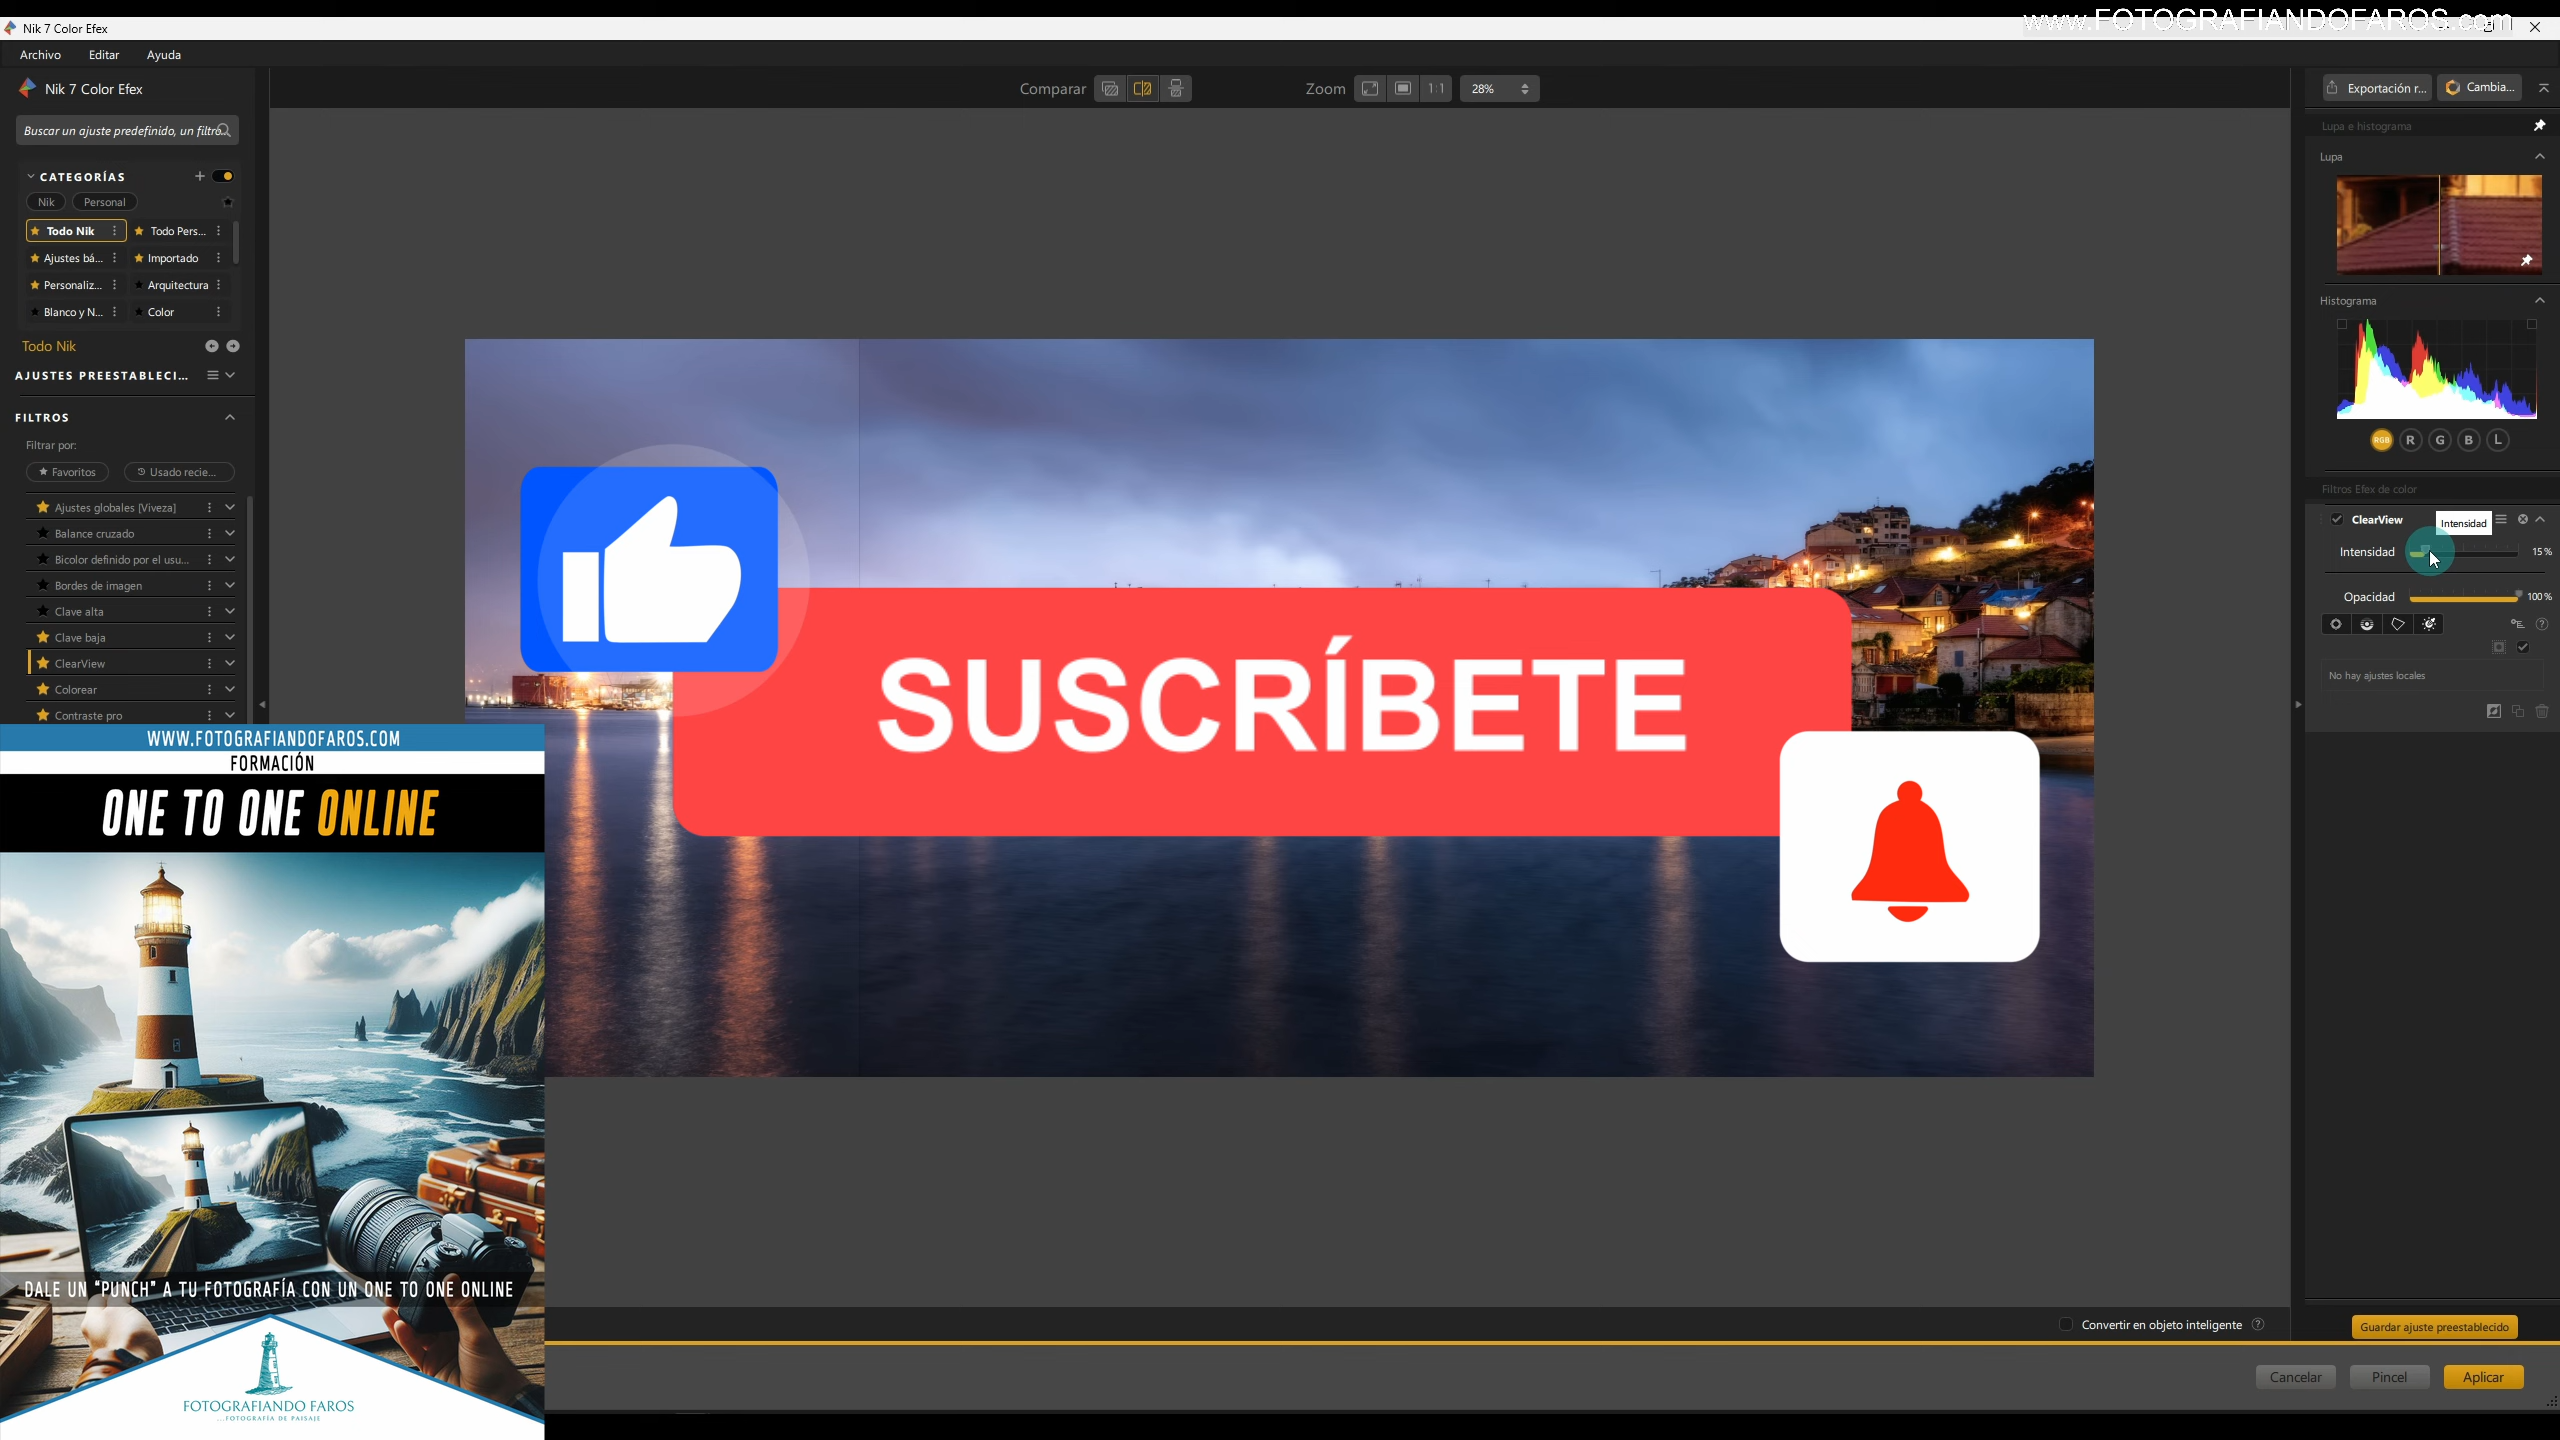 Nik 7 Color Efex
www.FOTOGRAFIANDOFAROS.com
Archivo
Editar
Ayuda
Nik 7 Color Efex
Comparar
Zoom
1:1
28%
Exportación r...
Cambia...
Buscar un ajuste predefinido, un filtro...
Lupa e histograma
Lupa
CATEGORÍAS
Nik
Personal
Todo Nik
Todo Pers...
Ajustes bá...
Importado
Personaliz...
Arquitectura
Blanco y N...
Color
Histograma
Todo Nik
AJUSTES PREESTABLECI...
FILTROS
Filtrar por:
Favoritos
Usado recie...
RGB
R
G
B
L
Filtros Efex de color
Ajustes globales [Viveza]
Balance cruzado
Bicolor definido por el usu...
Bordes de imagen
Clave alta
Clave baja
ClearView
Colorear
Contraste pro
ClearView
Intensidad
Intensidad
15%
Opacidad
100%
No hay ajustes locales
SUSCRÍBETE
WWW.FOTOGRAFIANDOFAROS.COM
FORMACIÓN
ONE TO ONE ONLINE
DALE UN "PUNCH" A TU FOTOGRAFÍA CON UN ONE TO ONE ONLINE
FOTOGRAFIANDO FAROS
...FOTOGRAFIA DE PAISAJE
Convertir en objeto inteligente
Guardar ajuste preestablecido
Cancelar
Pincel
Aplicar